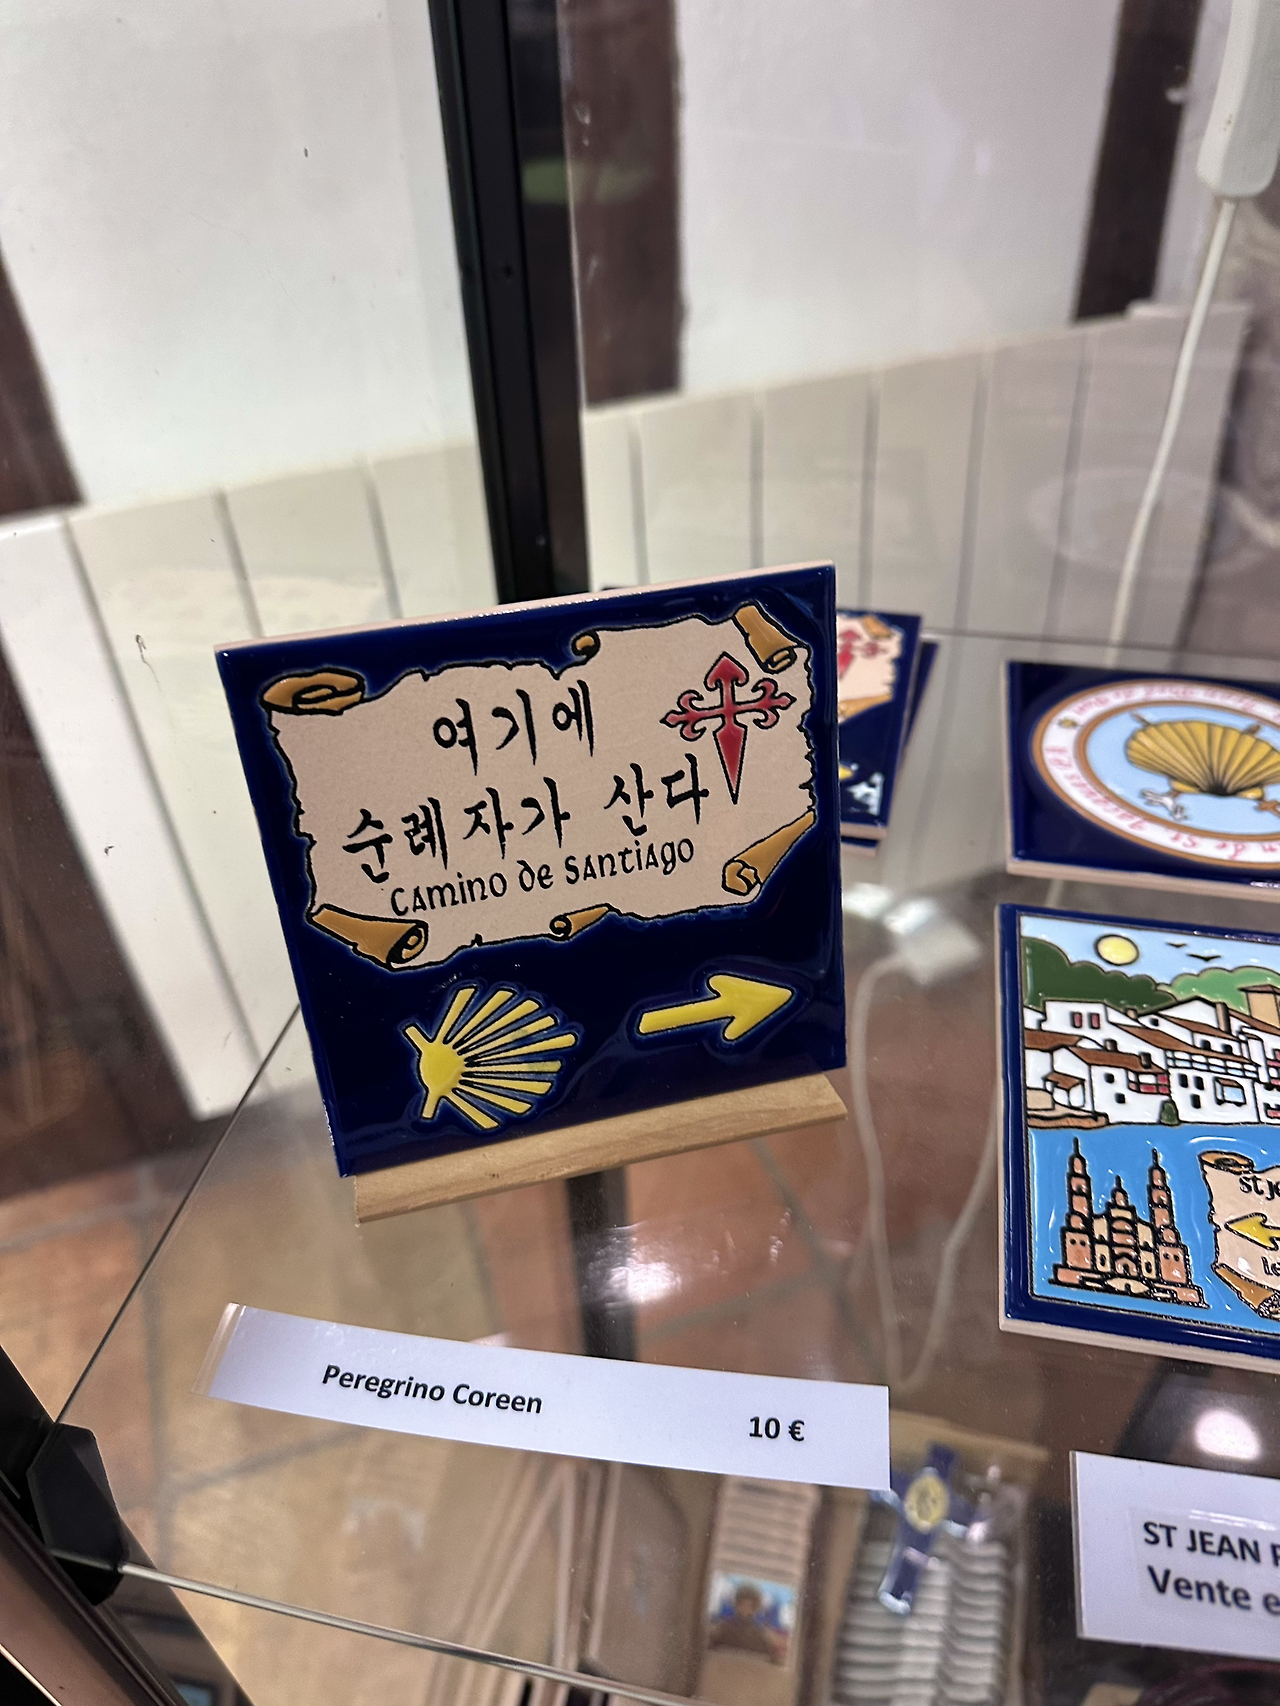 여기에
순례자가 산다
Camino de Santiago
Peregrino Coreen
10 €
ST JEAN
Vente